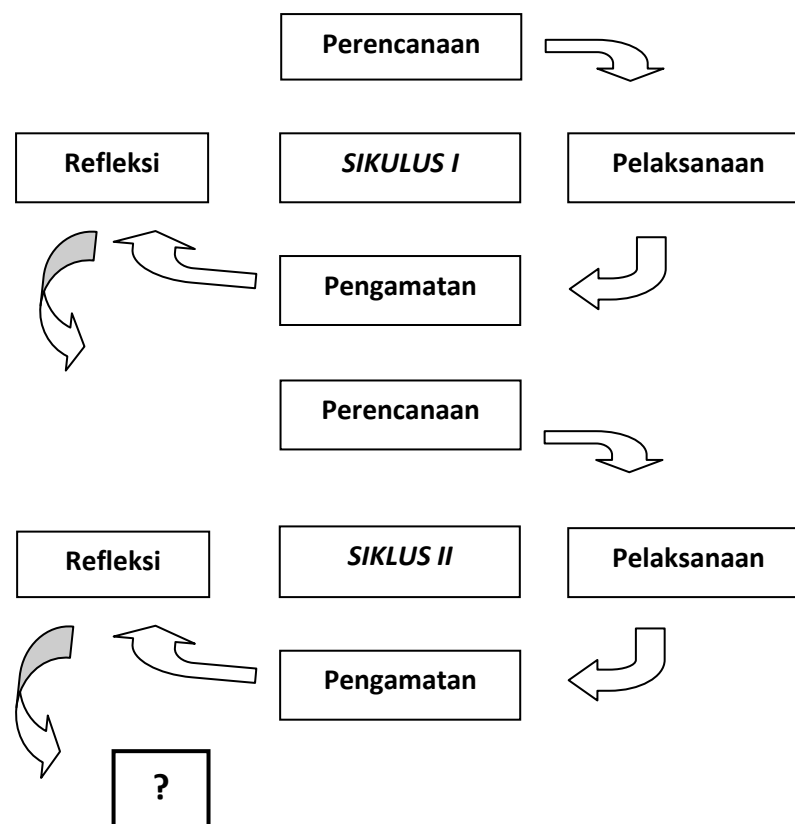 Perencanaan
Refleksi
SIKULUS I
Pelaksanaan
Pengamatan
Perencanaan
Refleksi
SIKLUS II
Pelaksanaan
Pengamatan
?